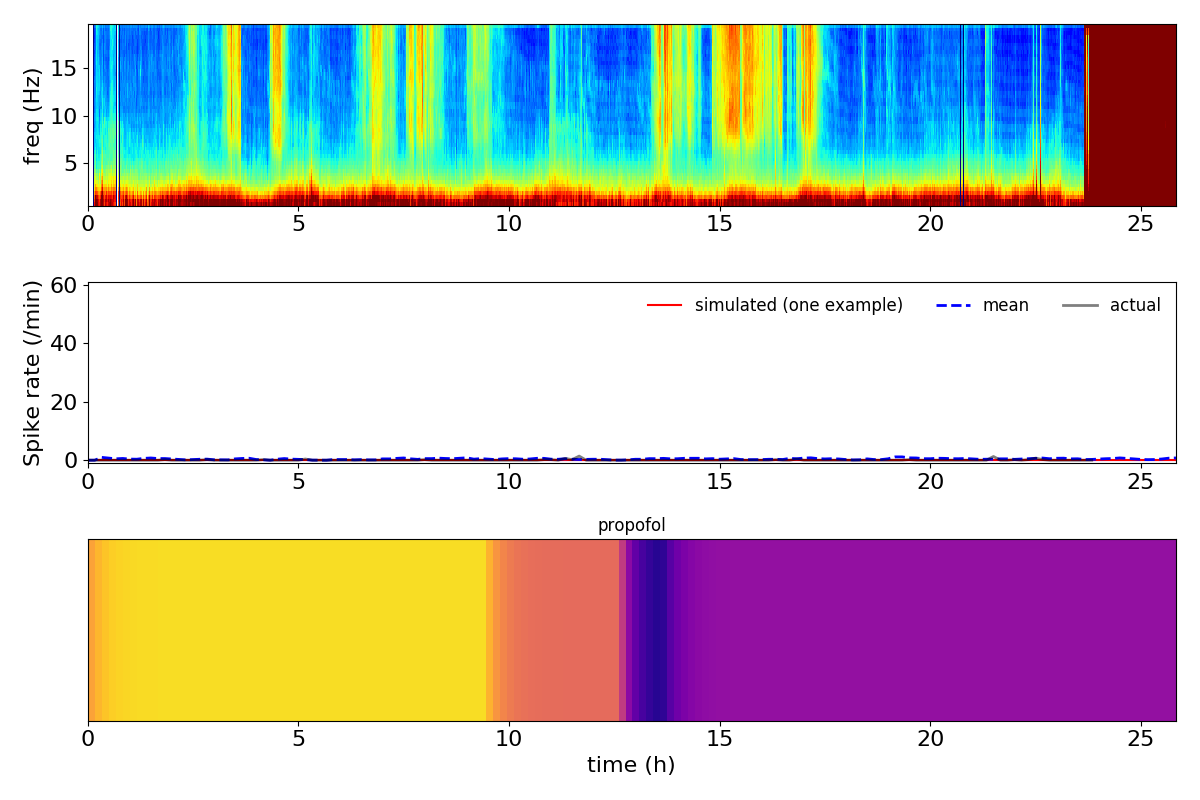 freq (Hz)
15
10
5
0 5 10 15 20 25
Spike rate (/min)
60
40
20
0
simulated (one example) mean actual
0 5 10 15 20 25
propofol
0 5 10 15 20 25
time (h)